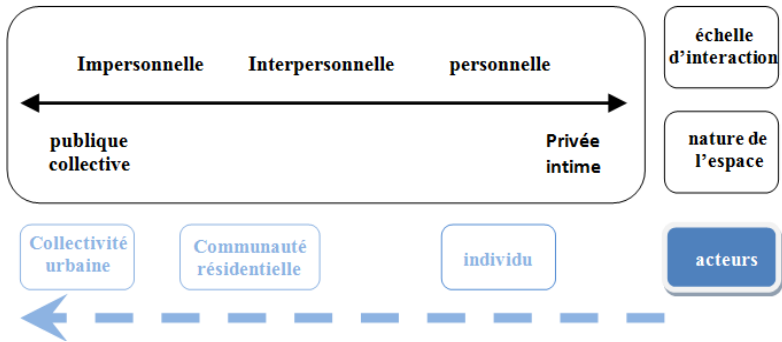 échelle
d'interaction
Impersonnelle Interpersonnelle personnelle
publique
collective
Privée
intime
nature de
l'espace
Collectivité
urbaine
Communauté
résidentielle
individu
acteurs